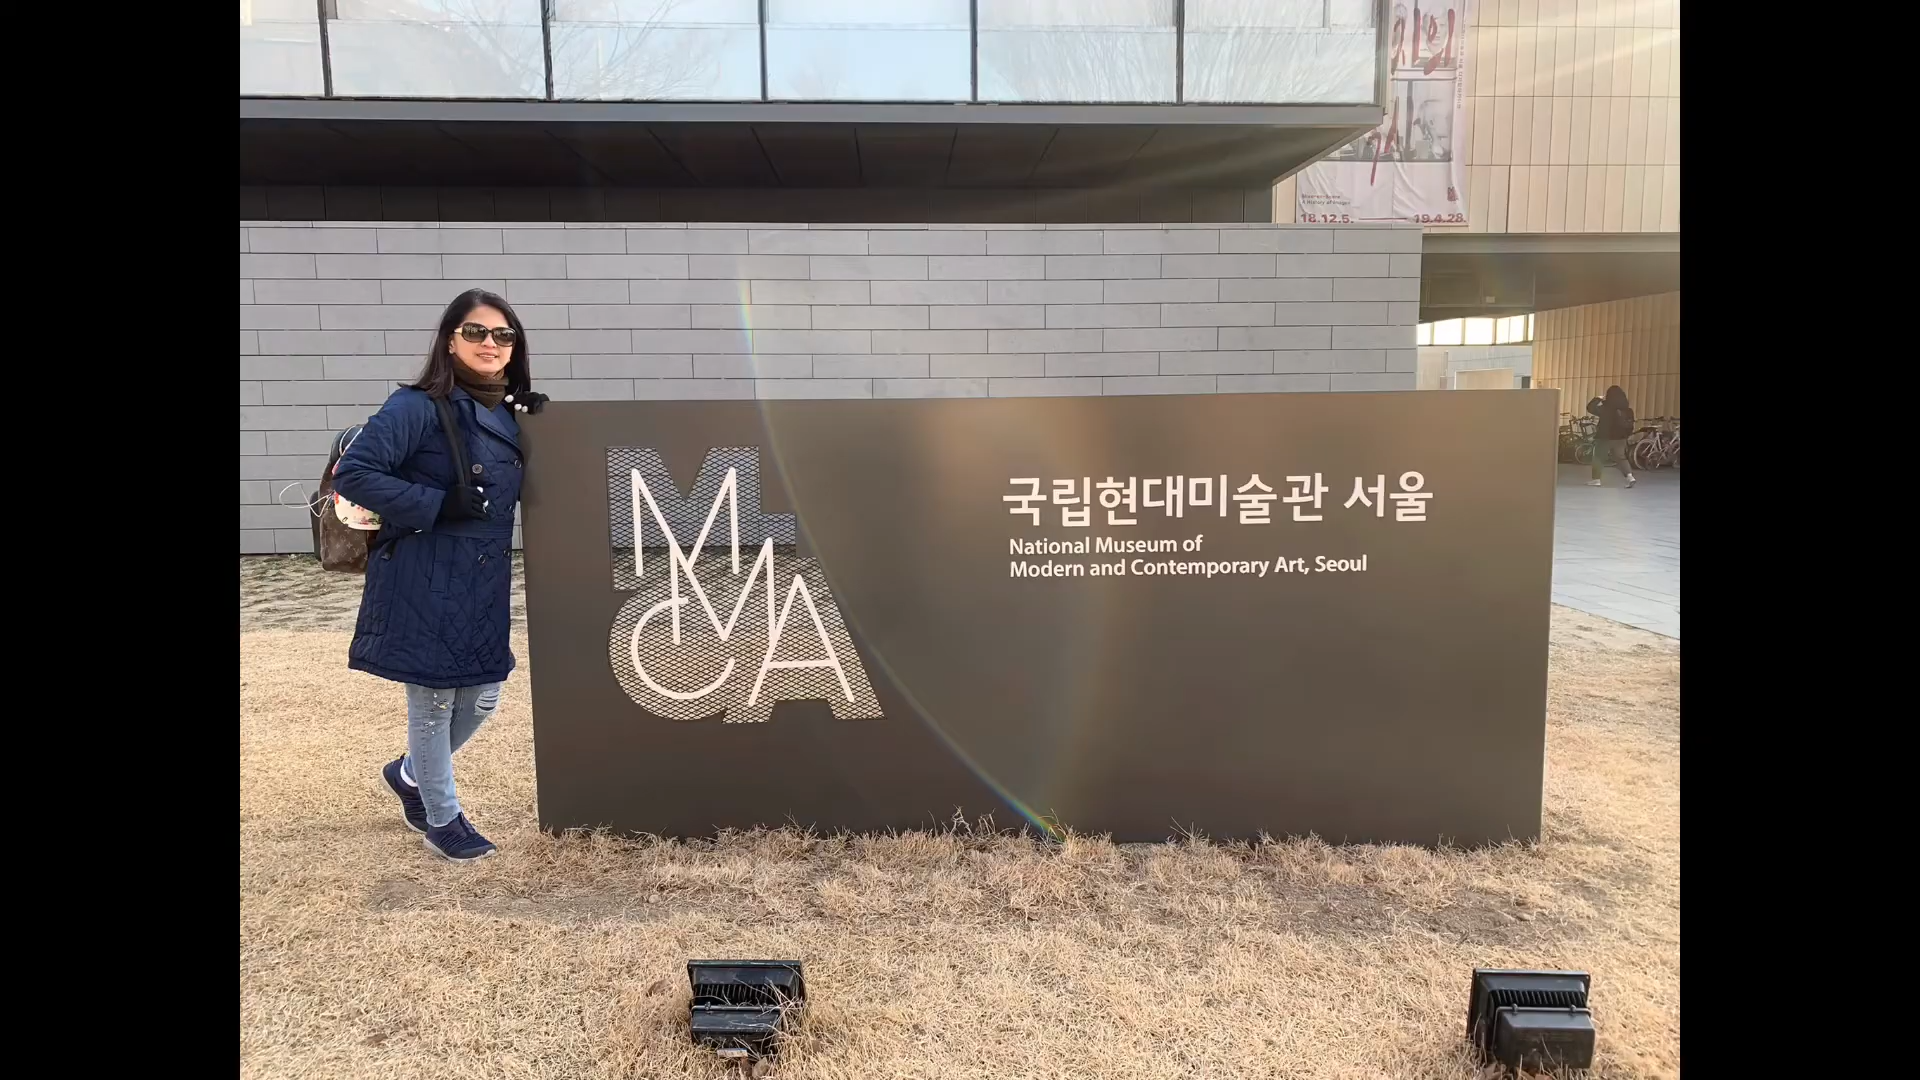 18.12.5. 19.4.28.
MMCA
국립현대미술관 서울
National Museum of
Modern and Contemporary Art, Seoul